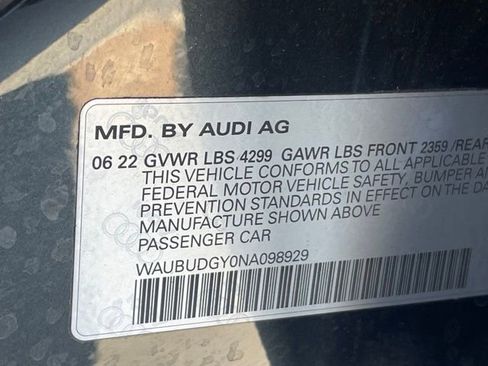 MFD. BY AUDI AG
06 22 GVWR LBS 4299 GAWR LBS FRONT 2359 /REAR
THIS VEHICLE CONFORMS TO ALL APPLICABLE
FEDERAL MOTOR VEHICLE SAFETY, BUMPER AN
PREVENTION STANDARDS IN EFFECT ON THE DA
MANUFACTURE SHOWN ABOVE
PASSENGER CAR
WAUBUDGY0NA098929